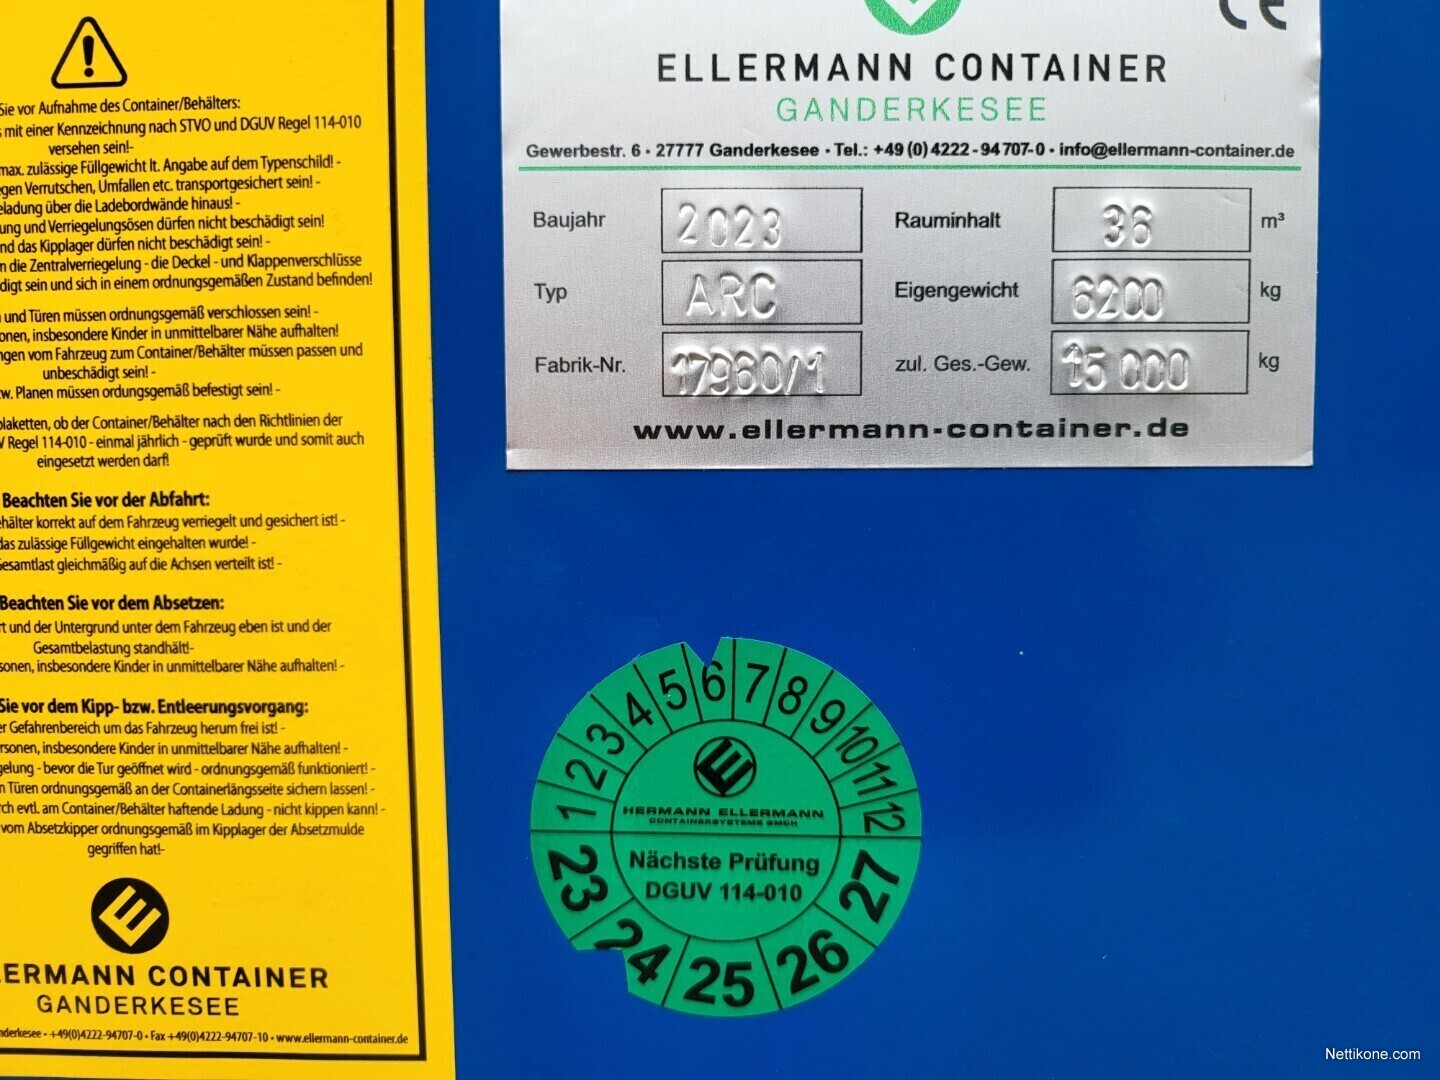 Sie vor Aufnahme des Container/Behälters:
mit einer Kennzeichnung nach STVO und DGUV Regel 114-010
versehen sein!-
max. zulässige Füllgewicht lt. Angabe auf dem Typenschild! -
gegen Verrutschen, Umfallen etc. transportgesichert sein! -
eladung über die Ladebordwände hinaus! -
ung und Verriegelungsösen dürfen nicht beschädigt sein!
nd das Kipplager dürfen nicht beschädigt sein! -
n die Zentralverriegelung - die Deckel - und Klappenverschlüsse
digt sein und sich in einem ordnungsgemäßen Zustand befinden!
und Türen müssen ordnungsgemäß verschlossen sein! -
onen, insbesondere Kinder in unmittelbarer Nähe aufhalten!
ngen vom Fahrzeug zum Container/Behälter müssen passen und
unbeschädigt sein! -
w. Planen müssen ordungsgemäß befestigt sein! -
plaketten, ob der Container/Behälter nach den Richtlinien der
V Regel 114-010 - einmal jährlich - geprüft wurde und somit auch
eingesetzt werden darf!
Beachten Sie vor der Abfahrt:
ehälter korrekt auf dem Fahrzeug verriegelt und gesichert ist! -
das zulässige Füllgewicht eingehalten wurde! -
Gesamtlast gleichmäßig auf die Achsen verteilt ist! -
Beachten Sie vor dem Absetzen:
rt und der Untergrund unter dem Fahrzeug eben ist und der
Gesamtbelastung standhält!-
sonen, insbesondere Kinder in unmittelbarer Nähe aufhalten! -
Sie vor dem Kipp- bzw. Entleerungsvorgang:
er Gefahrenbereich um das Fahrzeug herum frei ist! -
ersonen, insbesondere Kinder in unmittelbarer Nähe aufhalten! -
gelung - bevor die Tur geöffnet wird - ordnungsgemäß funktioniert! -
n Türen ordungsgemäß an der Containerlängsseite sichern lassen! -
rch evtl. am Container/Behälter haftende Ladung - nicht kippen kann! -
vom Absetzkipper ordnungsgemäß im Kipplager der Absetzmulde
gegriffen hat!-
LERMANN CONTAINER
GANDERKESEE
nderkesee • +49(0)4222-94707-0 • Fax +49(0)4222-94707-10 • www.ellermann-container.de
CE
ELLERMANN CONTAINER
GANDERKESEE
Gewerbestr. 6 • 27777 Ganderkesee • Tel.: +49 (0) 4222 - 94 707-0 • info@ellermann-container.de
Baujahr 2023 Rauminhalt 36 m³
Typ ARC Eigengewicht 6200 kg
Fabrik-Nr. 17960/1 zul. Ges.-Gew. 15 000 kg
www.ellermann-container.de
1 2 3 4 5 6 7 8 9 10 11 12
HERMANN ELLERMANN
CONTAINERSYSTEME GMBH
Nächste Prüfung
DGUV 114-010
23 24 25 26 27
Nettikone.com